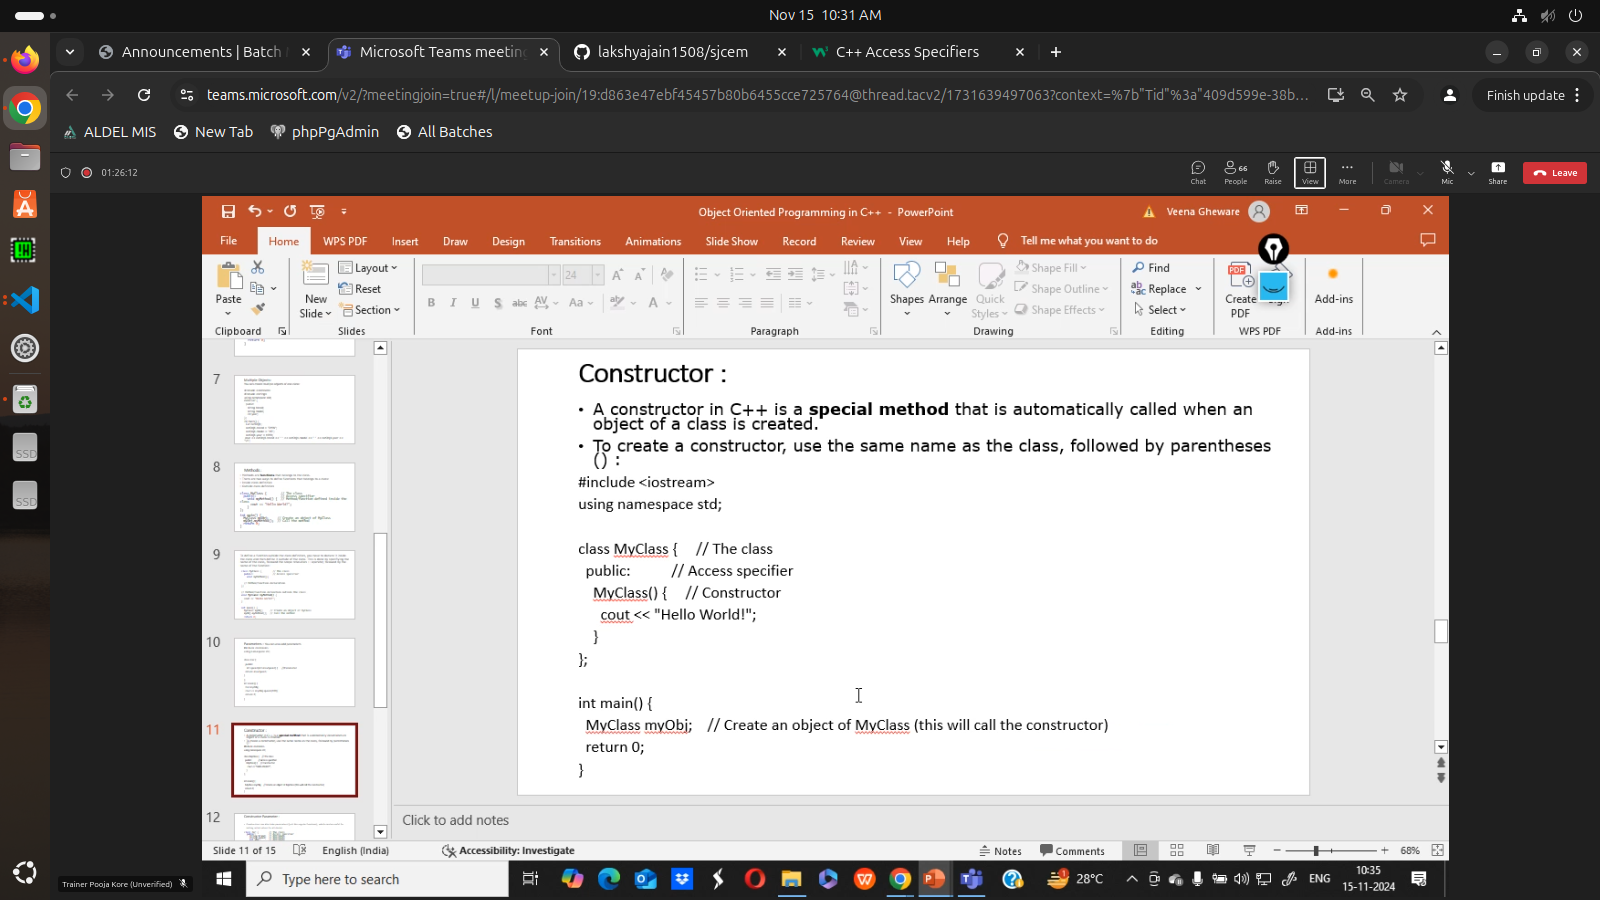 Nov 15 10:31 AM
Announcements | Batch
Microsoft Teams meeting
lakshyajain1508/sjcem
C++ Access Specifiers
teams.microsoft.com/v2/?meetingjoin=true#/l/meetup-join/19:d863e47ebf45457b80b6455cce725764@thread.tacv2/1731639497063?context=%7b"Tid"%3a"409d599e-38b...
Finish update
ALDEL MIS
New Tab
phpPgAdmin
All Batches
01:26:12
Chat
66
People
Raise
View
More
Camera
Mic
Share
Leave
Object Oriented Programming in C++ - PowerPoint
Veena Gheware
File
Home
WPS PDF
Insert
Draw
Design
Transitions
Animations
Slide Show
Record
Review
View
Help
Tell me what you want to do
Paste
Clipboard
New
Slide
Layout
Reset
Section
Slides
24
B I U S abc AV Aa A
Font
Paragraph
Shapes
Arrange
Quick
Styles
Shape Fill
Shape Outline
Shape Effects
Drawing
Find
Replace
Select
Editing
PDF
Create
PDF
WPS PDF
Add-ins
Add-ins
7
8
9
10
11
12
Constructor :
• A constructor in C++ is a special method that is automatically called when an
object of a class is created.
• To create a constructor, use the same name as the class, followed by parentheses
() :
#include <iostream>
using namespace std;
class MyClass { // The class
public: // Access specifier
MyClass() { // Constructor
cout << "Hello World!";
}
};
int main() {
MyClass myObj; // Create an object of MyClass (this will call the constructor)
return 0;
}
Click to add notes
Slide 11 of 15
English (India)
Accessibility: Investigate
Notes
Comments
68%
Trainer Pooja Kore (Unverified)
Type here to search
28°C
ENG
10:35
15-11-2024
SSD
SSD